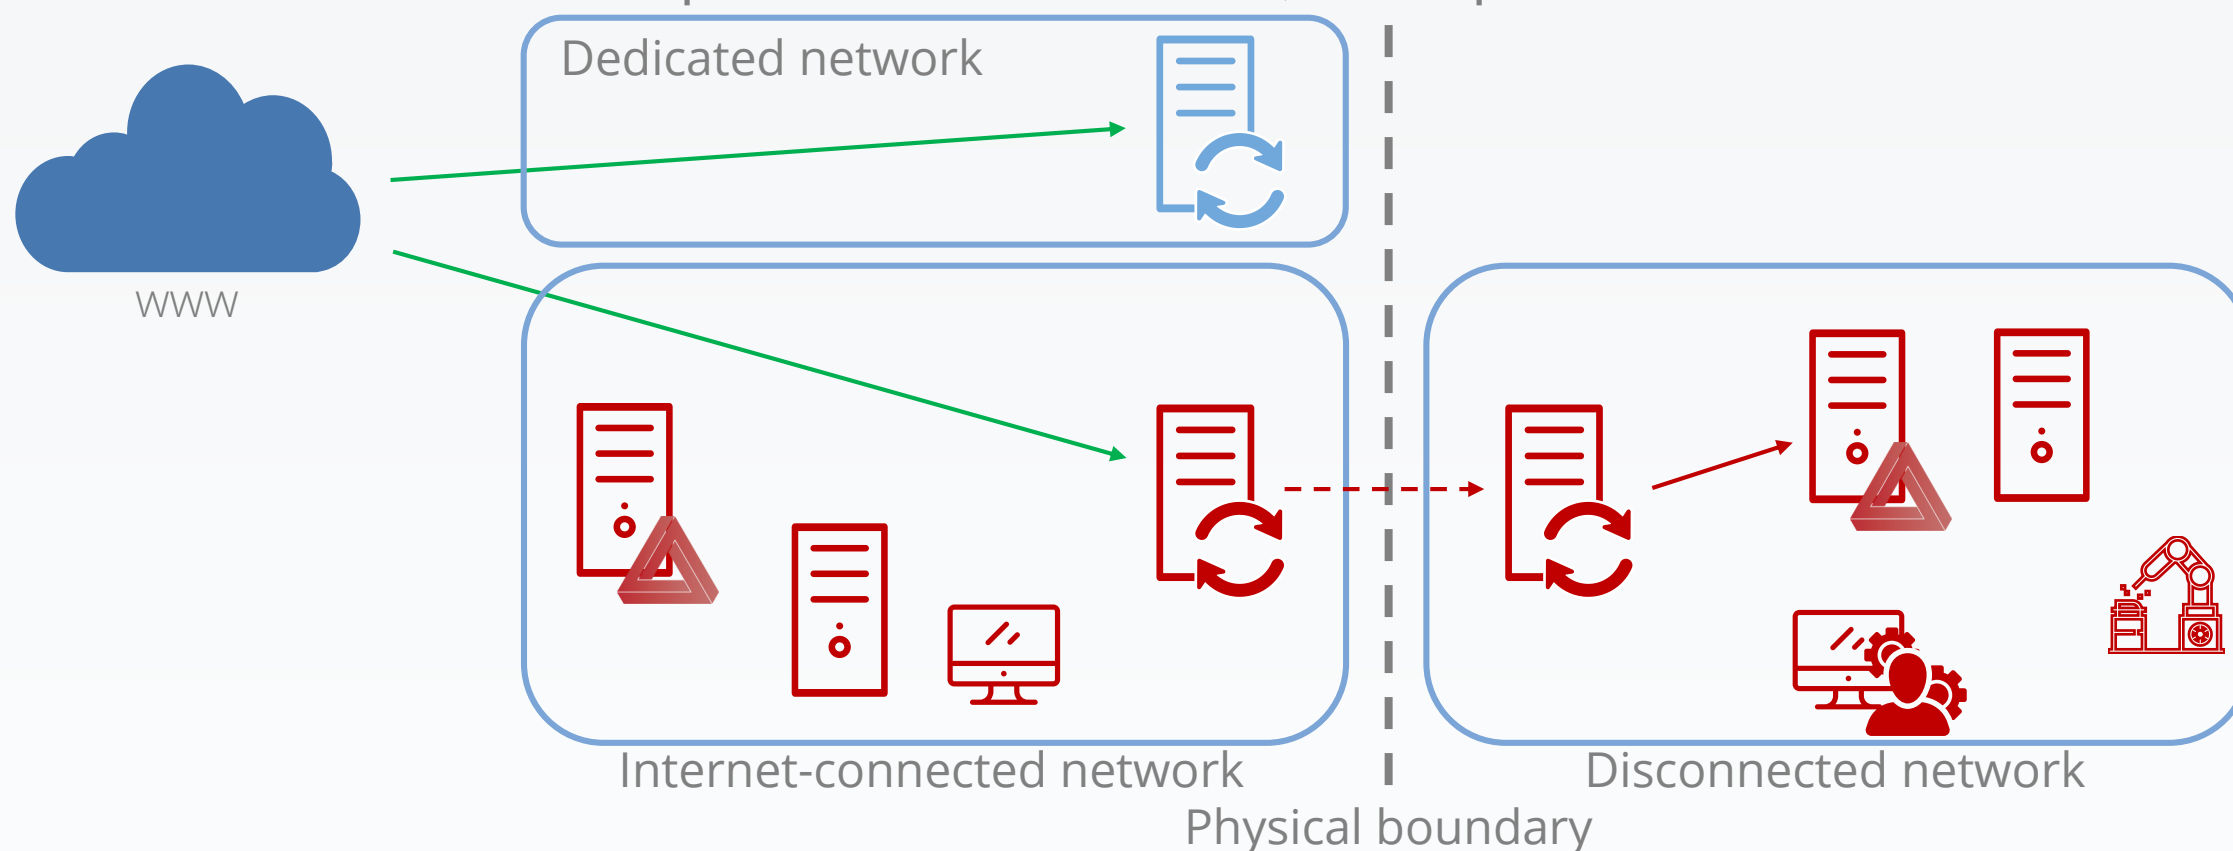 Dedicated network
WWW
Internet-connected network
Disconnected network
Physical boundary